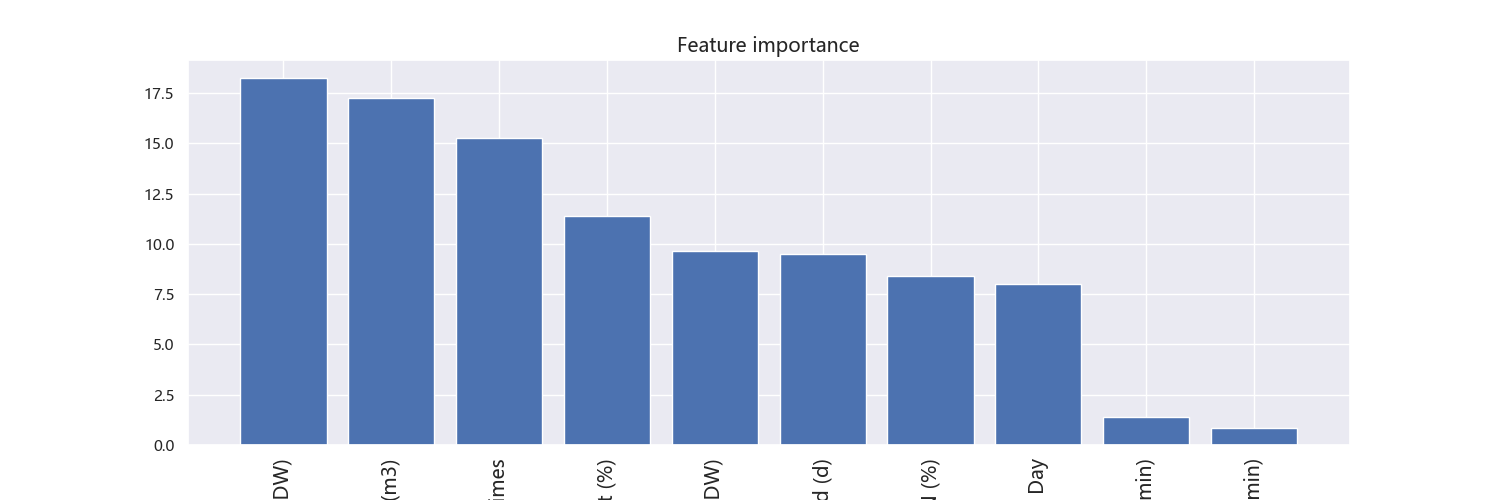 Feature importance
17.5
15.0
12.5
10.0
7.5
5.0
2.5
0.0
DW)
(m3)
imes
t (%)
DW)
d (d)
(%)
Day
min)
min)